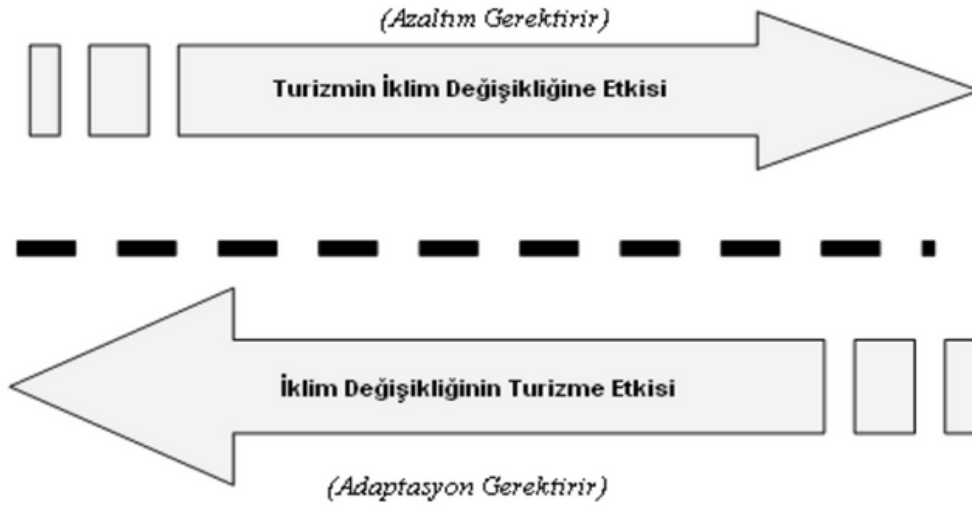 (Azaltım Gerektirir)
Turizmin İklim Değişikliğine Etkisi
İklim Değişikliğinin Turizme Etkisi
(Adaptasyon Gerektirir)